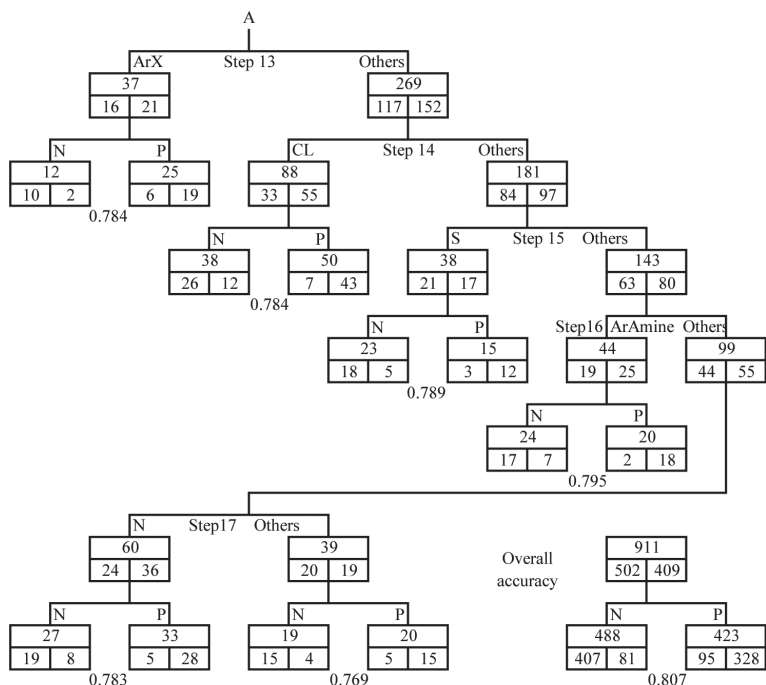 A
ArX Step 13 Others
37 269
16 21 117 152
N P CL Step 14 Others
12 25 88 181
10 2 6 19 33 55 84 97
0.784
N P S Step 15 Others
38 50 38 143
26 12 7 43 21 17 63 80
0.784
N P Step16 ArAmine Others
23 15 44 99
18 5 3 12 19 25 44 55
0.789
N P
24 20
17 7 2 18
0.795
N Step17 Others
60 39 Overall 911
24 36 20 19 accuracy 502 409
N P N P N P
27 33 19 20 488 423
19 8 5 28 15 4 5 15 407 81 95 328
0.783 0.769 0.807